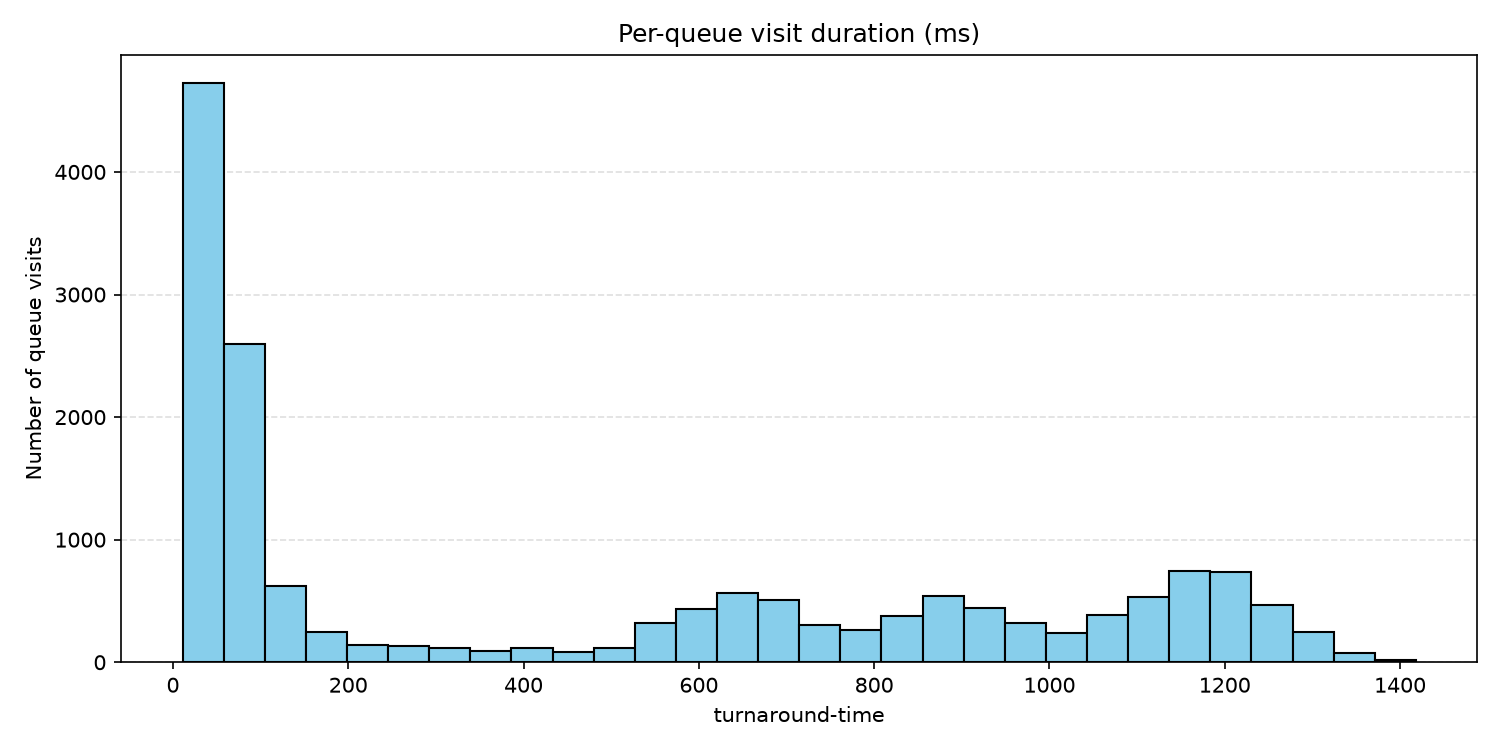 Per-queue visit duration (ms)
Number of queue visits
4000
3000
2000
1000
0
0 200 400 600 800 1000 1200 1400
turnaround-time